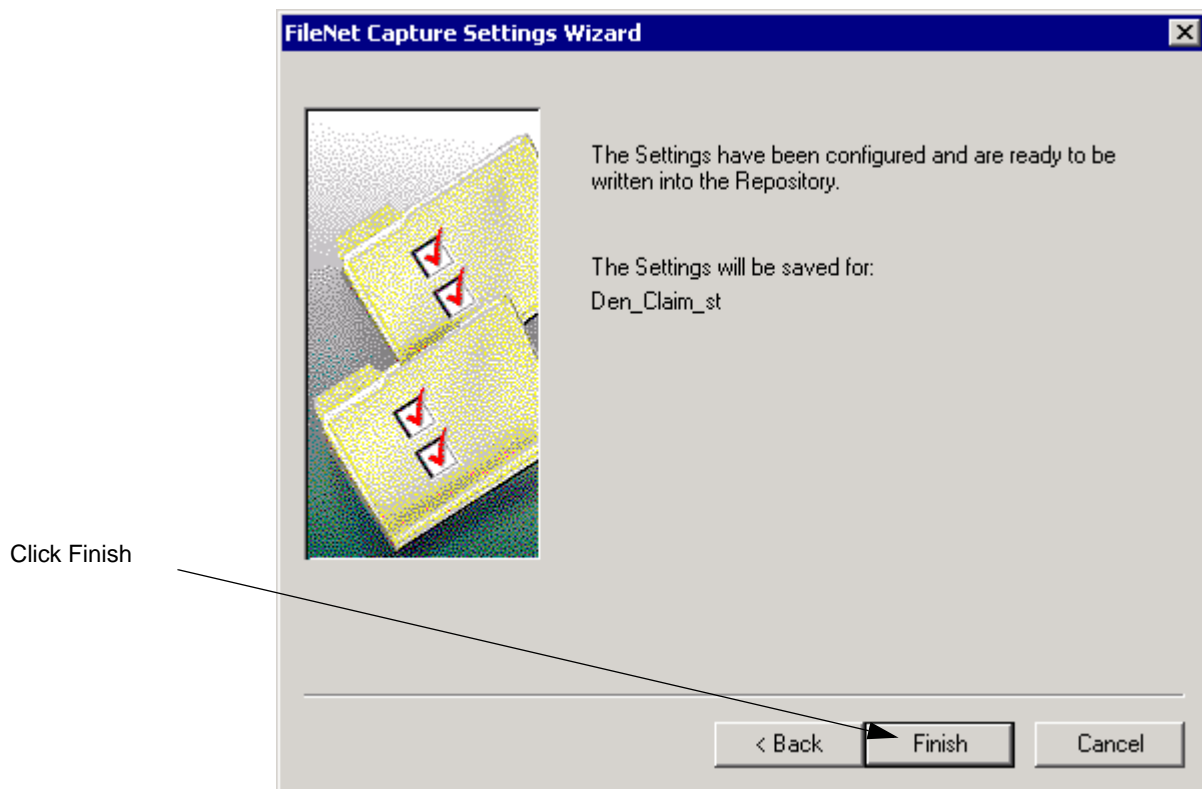 FileNet Capture Settings Wizard
The Settings have been configured and are ready to be
written into the Repository.
The Settings will be saved for:
Den_Claim_st
Click Finish
< Back
Finish
Cancel